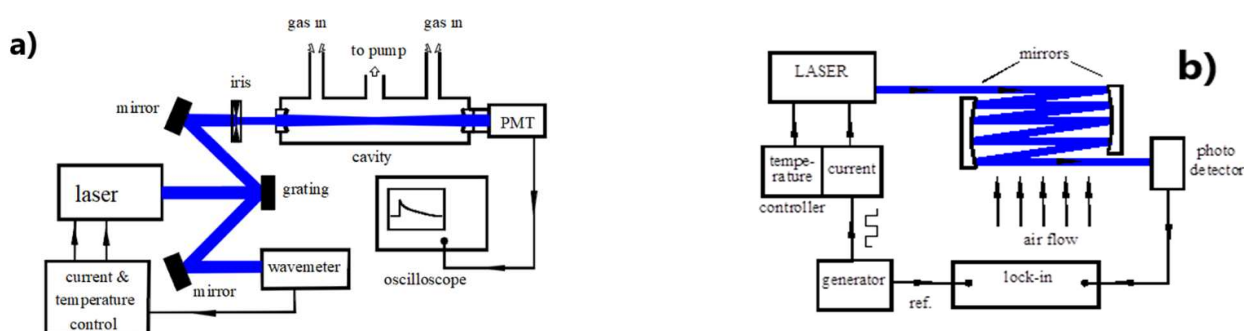 a)
gas in
gas in
to pump
iris
mirror
PMT
cavity
laser
grating
oscilloscope
wavemeter
mirror
current &
temperature
control
b)
mirrors
LASER
tempe-
rature
current
controller
photo
detector
air flow
generator
ref.
lock-in